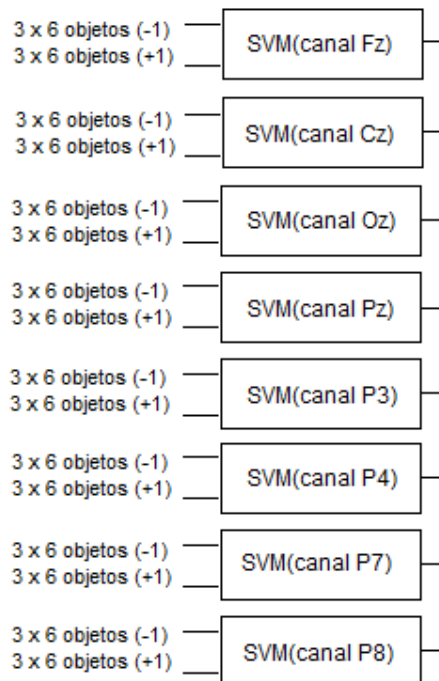 3 x 6 objetos (-1)
3 x 6 objetos (+1)
SVM(canal Fz)
3 x 6 objetos (-1)
3 x 6 objetos (+1)
SVM(canal Cz)
3 x 6 objetos (-1)
3 x 6 objetos (+1)
SVM(canal Oz)
3 x 6 objetos (-1)
3 x 6 objetos (+1)
SVM(canal Pz)
3 x 6 objetos (-1)
3 x 6 objetos (+1)
SVM(canal P3)
3 x 6 objetos (-1)
3 x 6 objetos (+1)
SVM(canal P4)
3 x 6 objetos (-1)
3 x 6 objetos (+1)
SVM(canal P7)
3 x 6 objetos (-1)
3 x 6 objetos (+1)
SVM(canal P8)